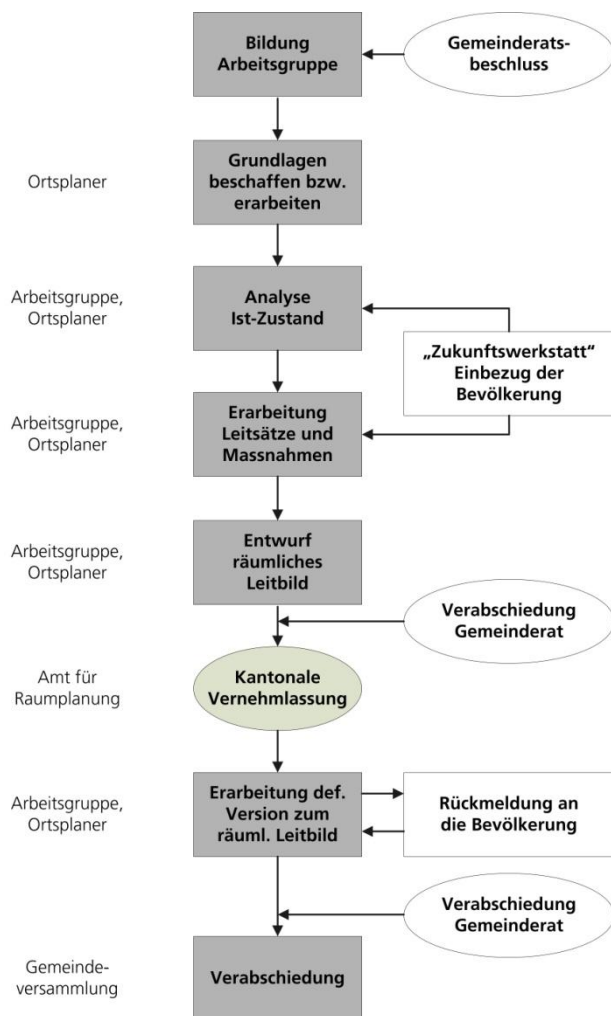 Bildung
Arbeitsgruppe
Gemeinderats-
beschluss
Ortsplaner
Grundlagen
beschaffen bzw.
erarbeiten
Arbeitsgruppe,
Ortsplaner
Analyse
Ist-Zustand
„Zukunftswerkstatt“
Einbezug der
Bevölkerung
Arbeitsgruppe,
Ortsplaner
Erarbeitung
Leitsätze und
Massnahmen
Arbeitsgruppe,
Ortsplaner
Entwurf
räumliches
Leitbild
Verabschiedung
Gemeinderat
Amt für
Raumplanung
Kantonale
Vernehmlassung
Arbeitsgruppe,
Ortsplaner
Erarbeitung def.
Version zum
räuml. Leitbild
Rückmeldung an
die Bevölkerung
Verabschiedung
Gemeinderat
Gemeinde-
versammlung
Verabschiedung